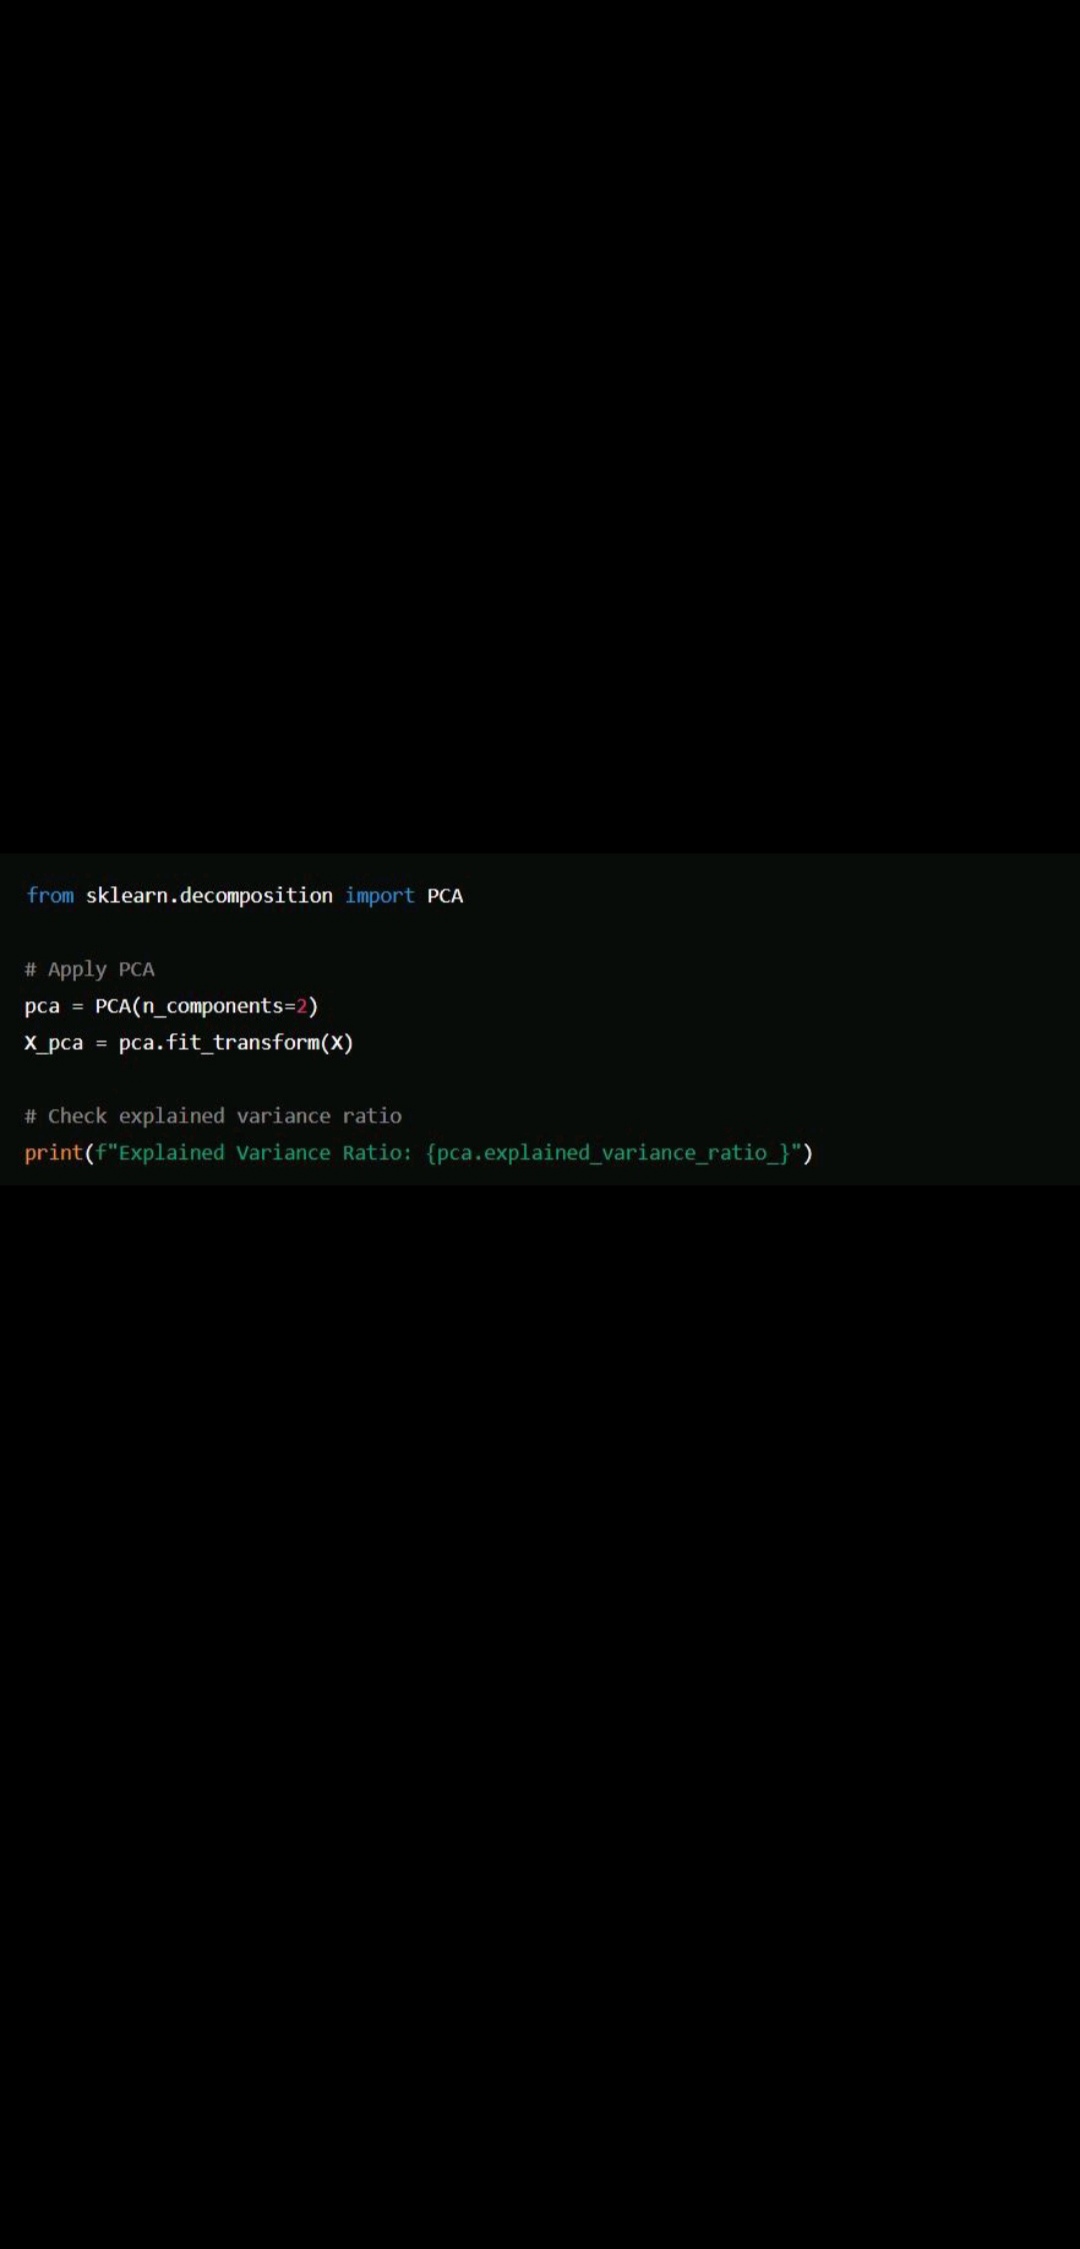 from sklearn.decomposition import PCA
# Apply PCA
pca = PCA(n_components=2)
X_pca = pca.fit_transform(X)
# Check explained variance ratio
print(f"Explained Variance Ratio: {pca.explained_variance_ratio_}")